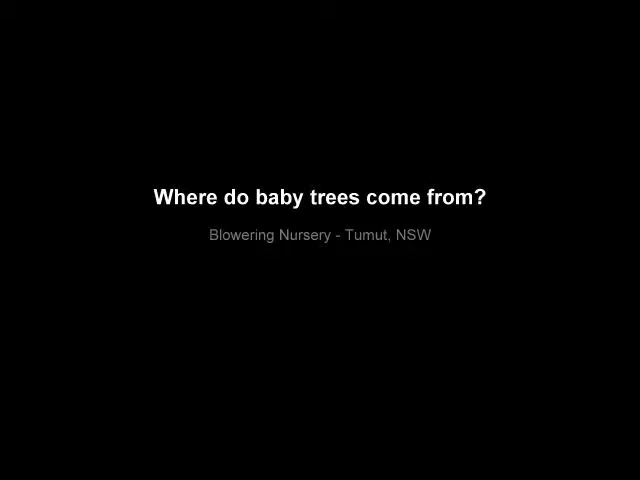 Where do baby trees come from?
Blowering Nursery - Tumut, NSW